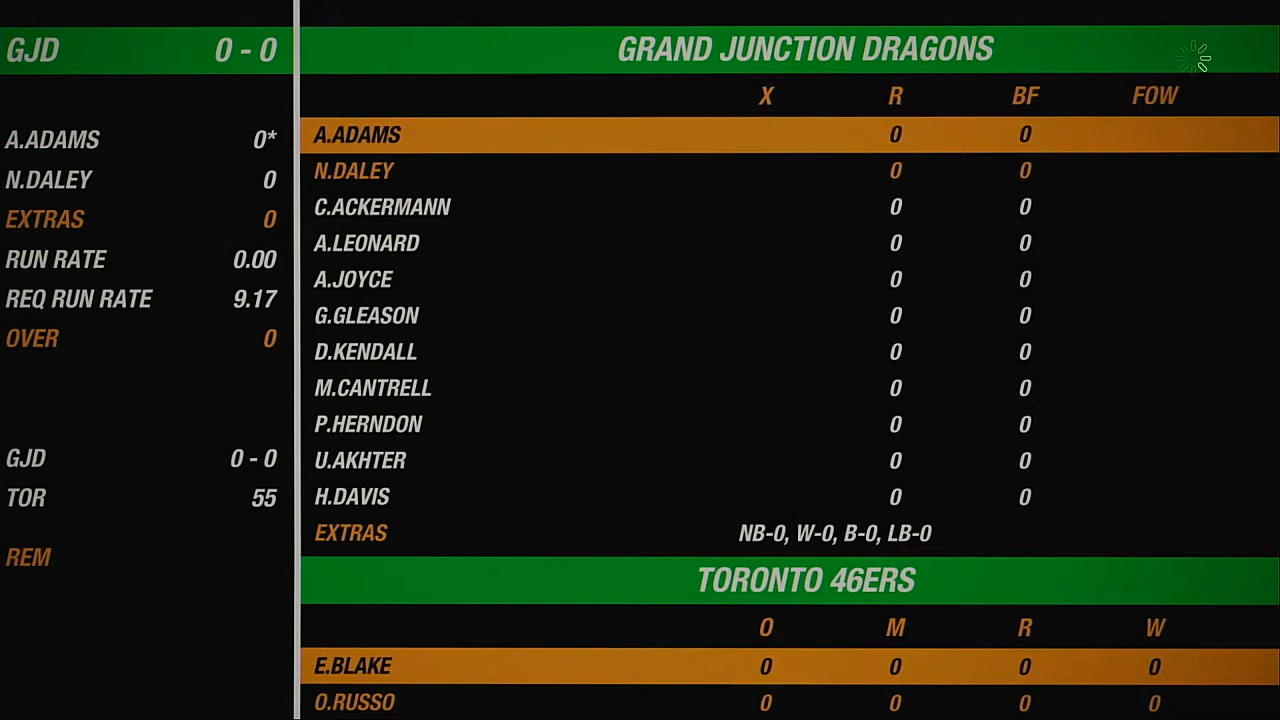 GJD 0 - 0
A.ADAMS 0*
N.DALEY 0
EXTRAS 0
RUN RATE 0.00
REQ RUN RATE 9.17
OVER 0
GJD 0 - 0
TOR 55
REM
GRAND JUNCTION DRAGONS
X R BF FOW
A.ADAMS 0 0
N.DALEY 0 0
C.ACKERMANN 0 0
A.LEONARD 0 0
A.JOYCE 0 0
G.GLEASON 0 0
D.KENDALL 0 0
M.CANTRELL 0 0
P.HERNDON 0 0
U.AKHTER 0 0
H.DAVIS 0 0
EXTRAS NB-0, W-0, B-0, LB-0
TORONTO 46ERS
O M R W
E.BLAKE 0 0 0 0
O.RUSSO 0 0 0 0